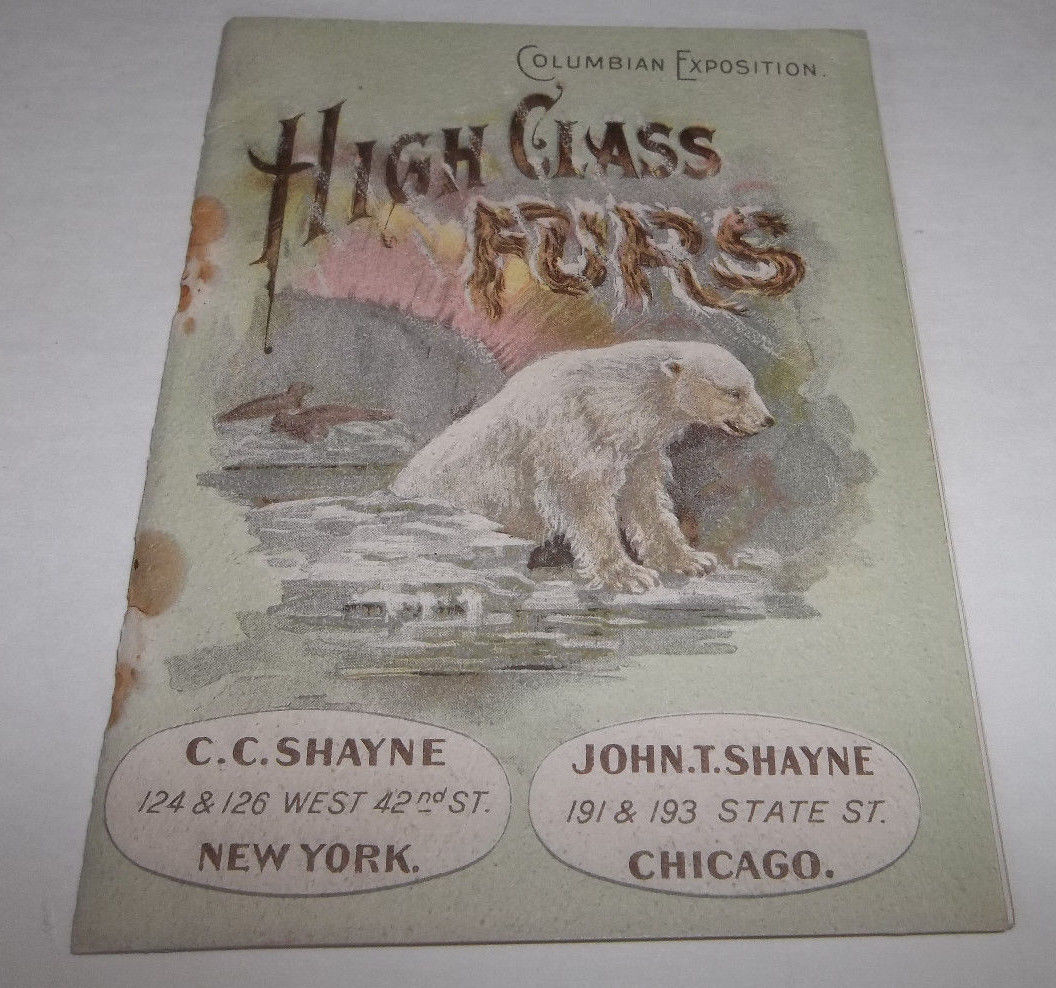 COLUMBIAN EXPOSITION.
HIGH CLASS
FURS
C.C.SHAYNE
124 & 126 WEST 42nd ST.
NEW YORK.
JOHN.T.SHAYNE
191 & 193 STATE ST.
CHICAGO.